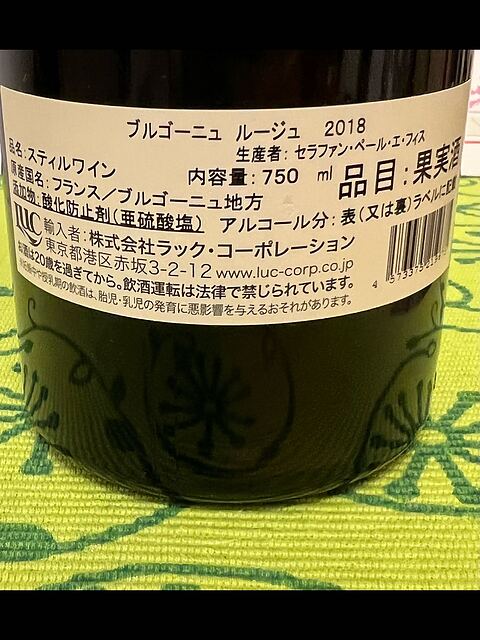 ブルゴーニュ ルージュ 2018
生産者: セラファン・ペール・エ・フィス
品名:スティルワイン
内容量: 750 ml
品目:果実酒
原産国名:フランス／ブルゴーニュ地方
添加物:酸化防止剤(亜硫酸塩)
アルコール分:表(又は裏)ラベルに記載
LUC
輸入者:株式会社ラック・コーポレーション
東京都港区赤坂3-2-12 www.luc-corp.co.jp
お酒は20歳を過ぎてから。飲酒運転は法律で禁じられています。
妊娠中や授乳期の飲酒は、胎児・乳児の発育に悪影響を与えるおそれがあります。